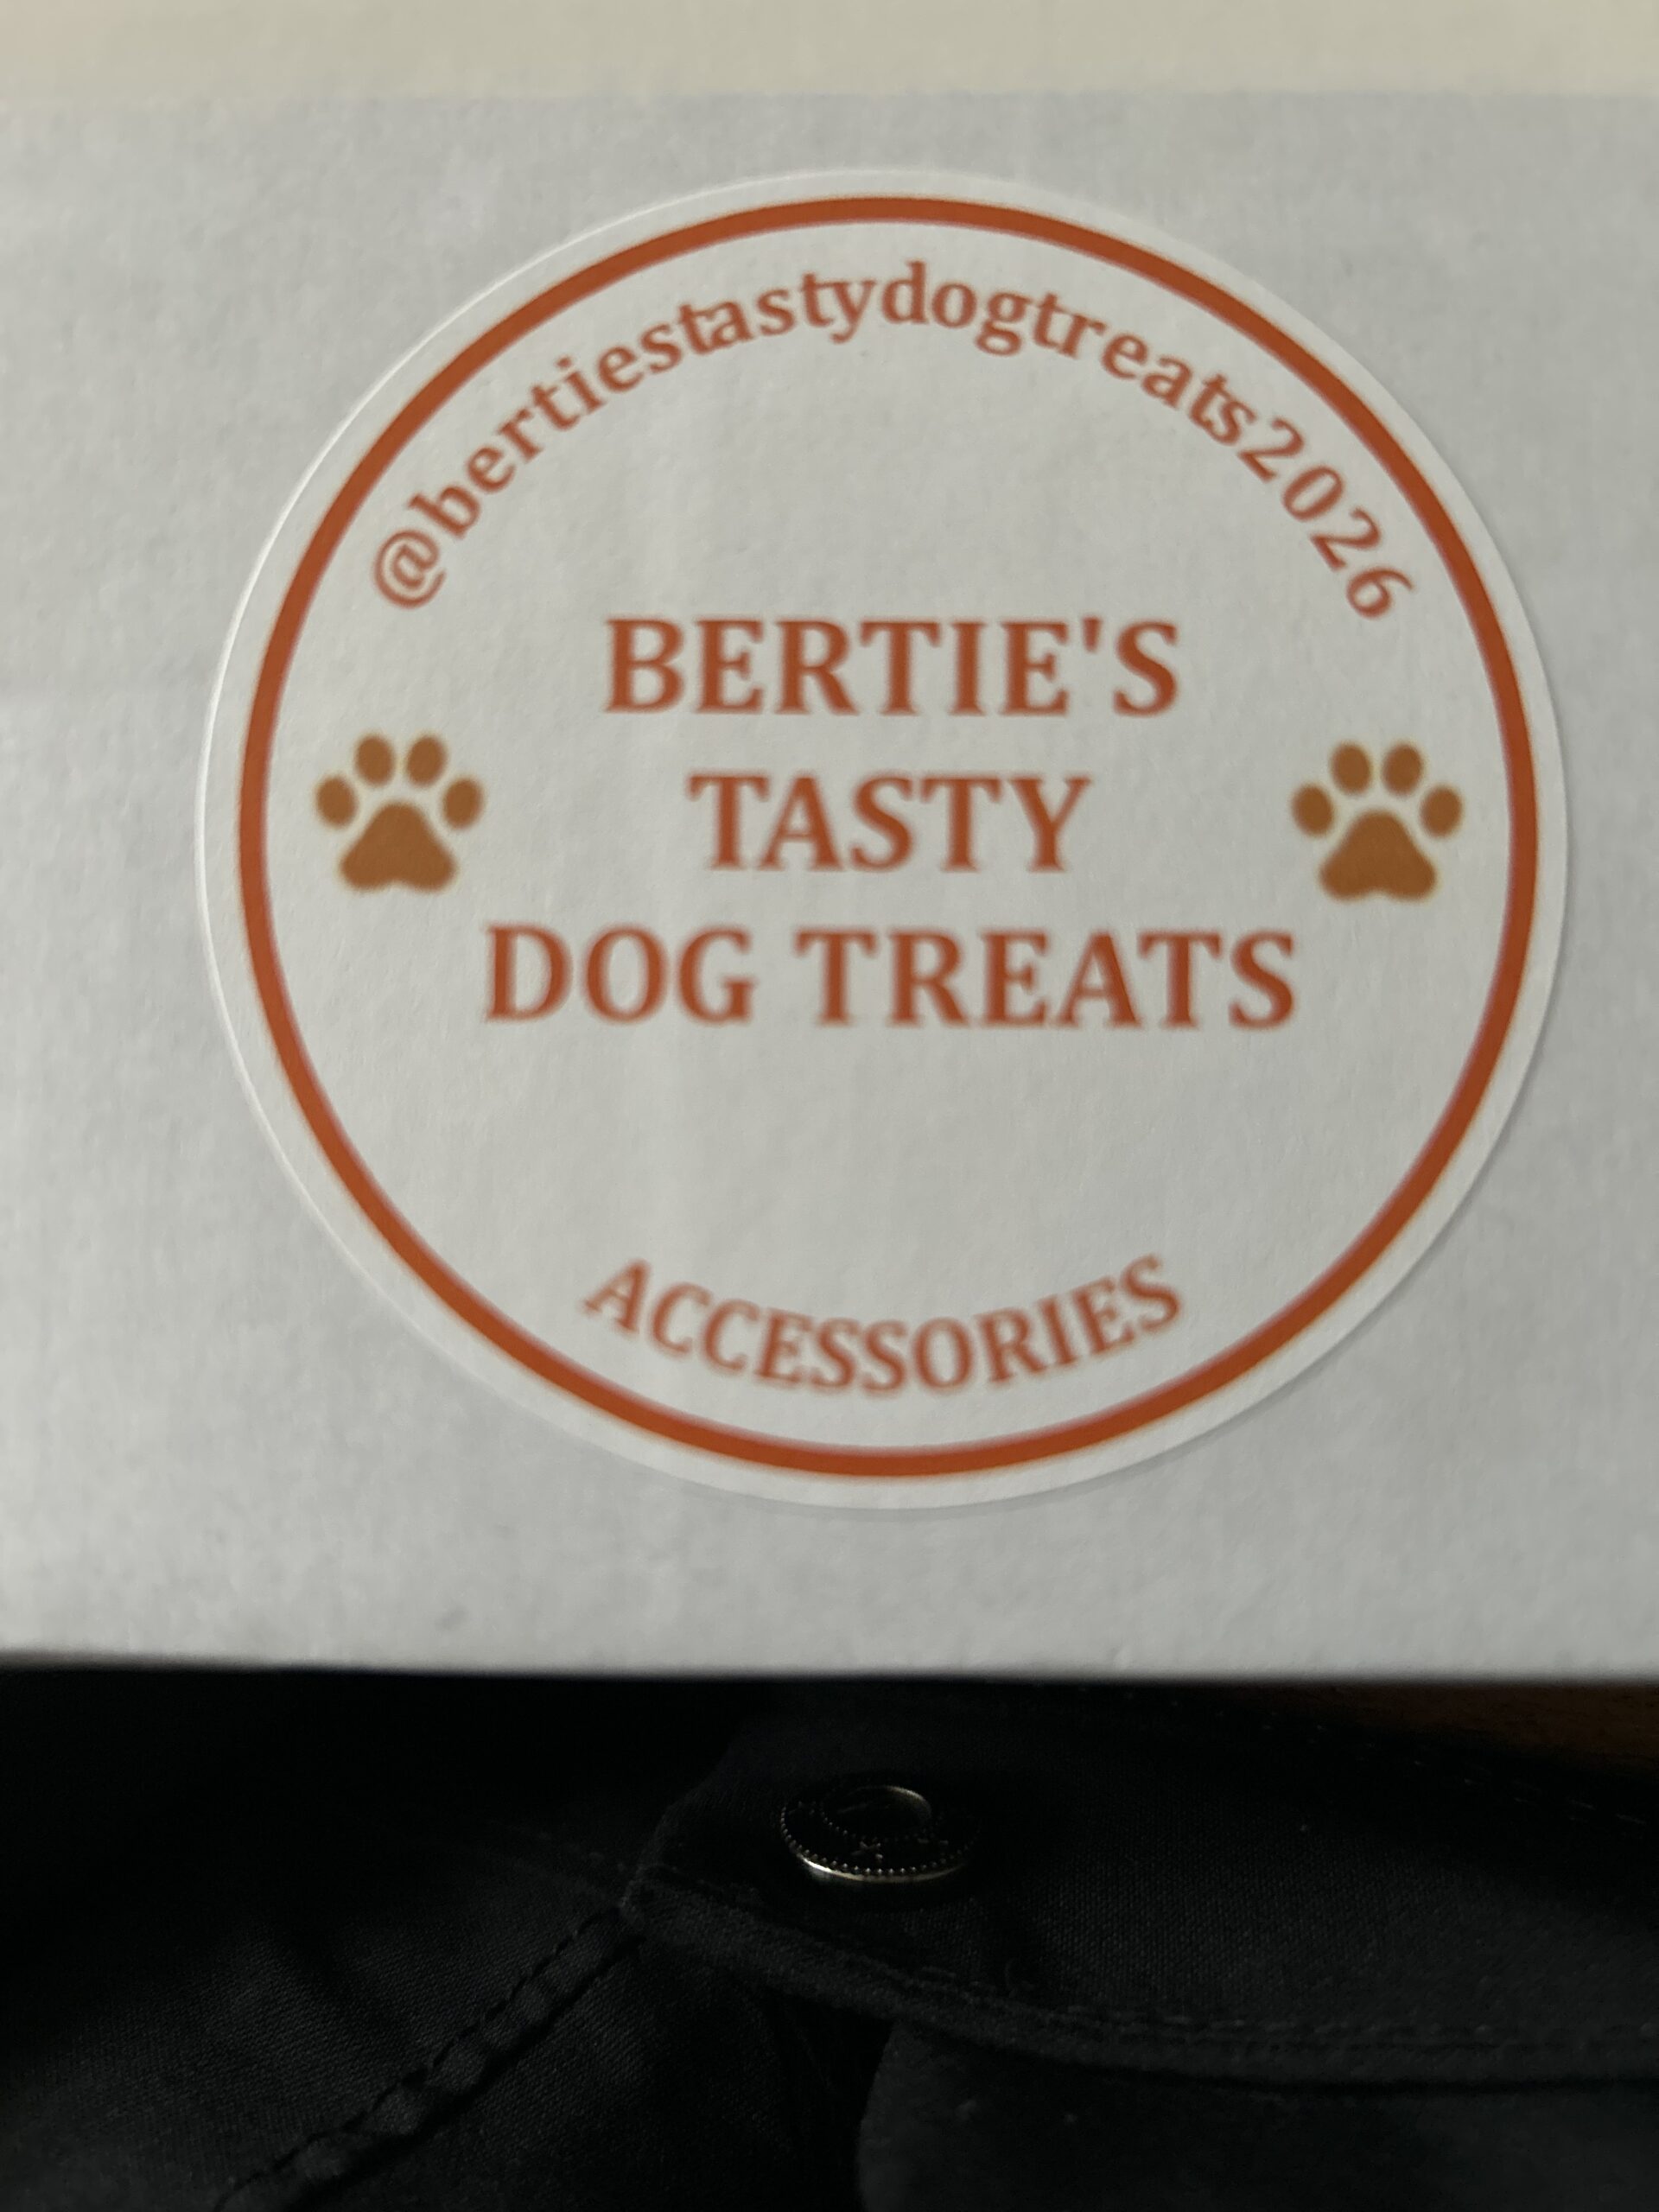 @bertiestastydogtreats2026
BERTIE'S
TASTY
DOG TREATS
ACCESSORIES